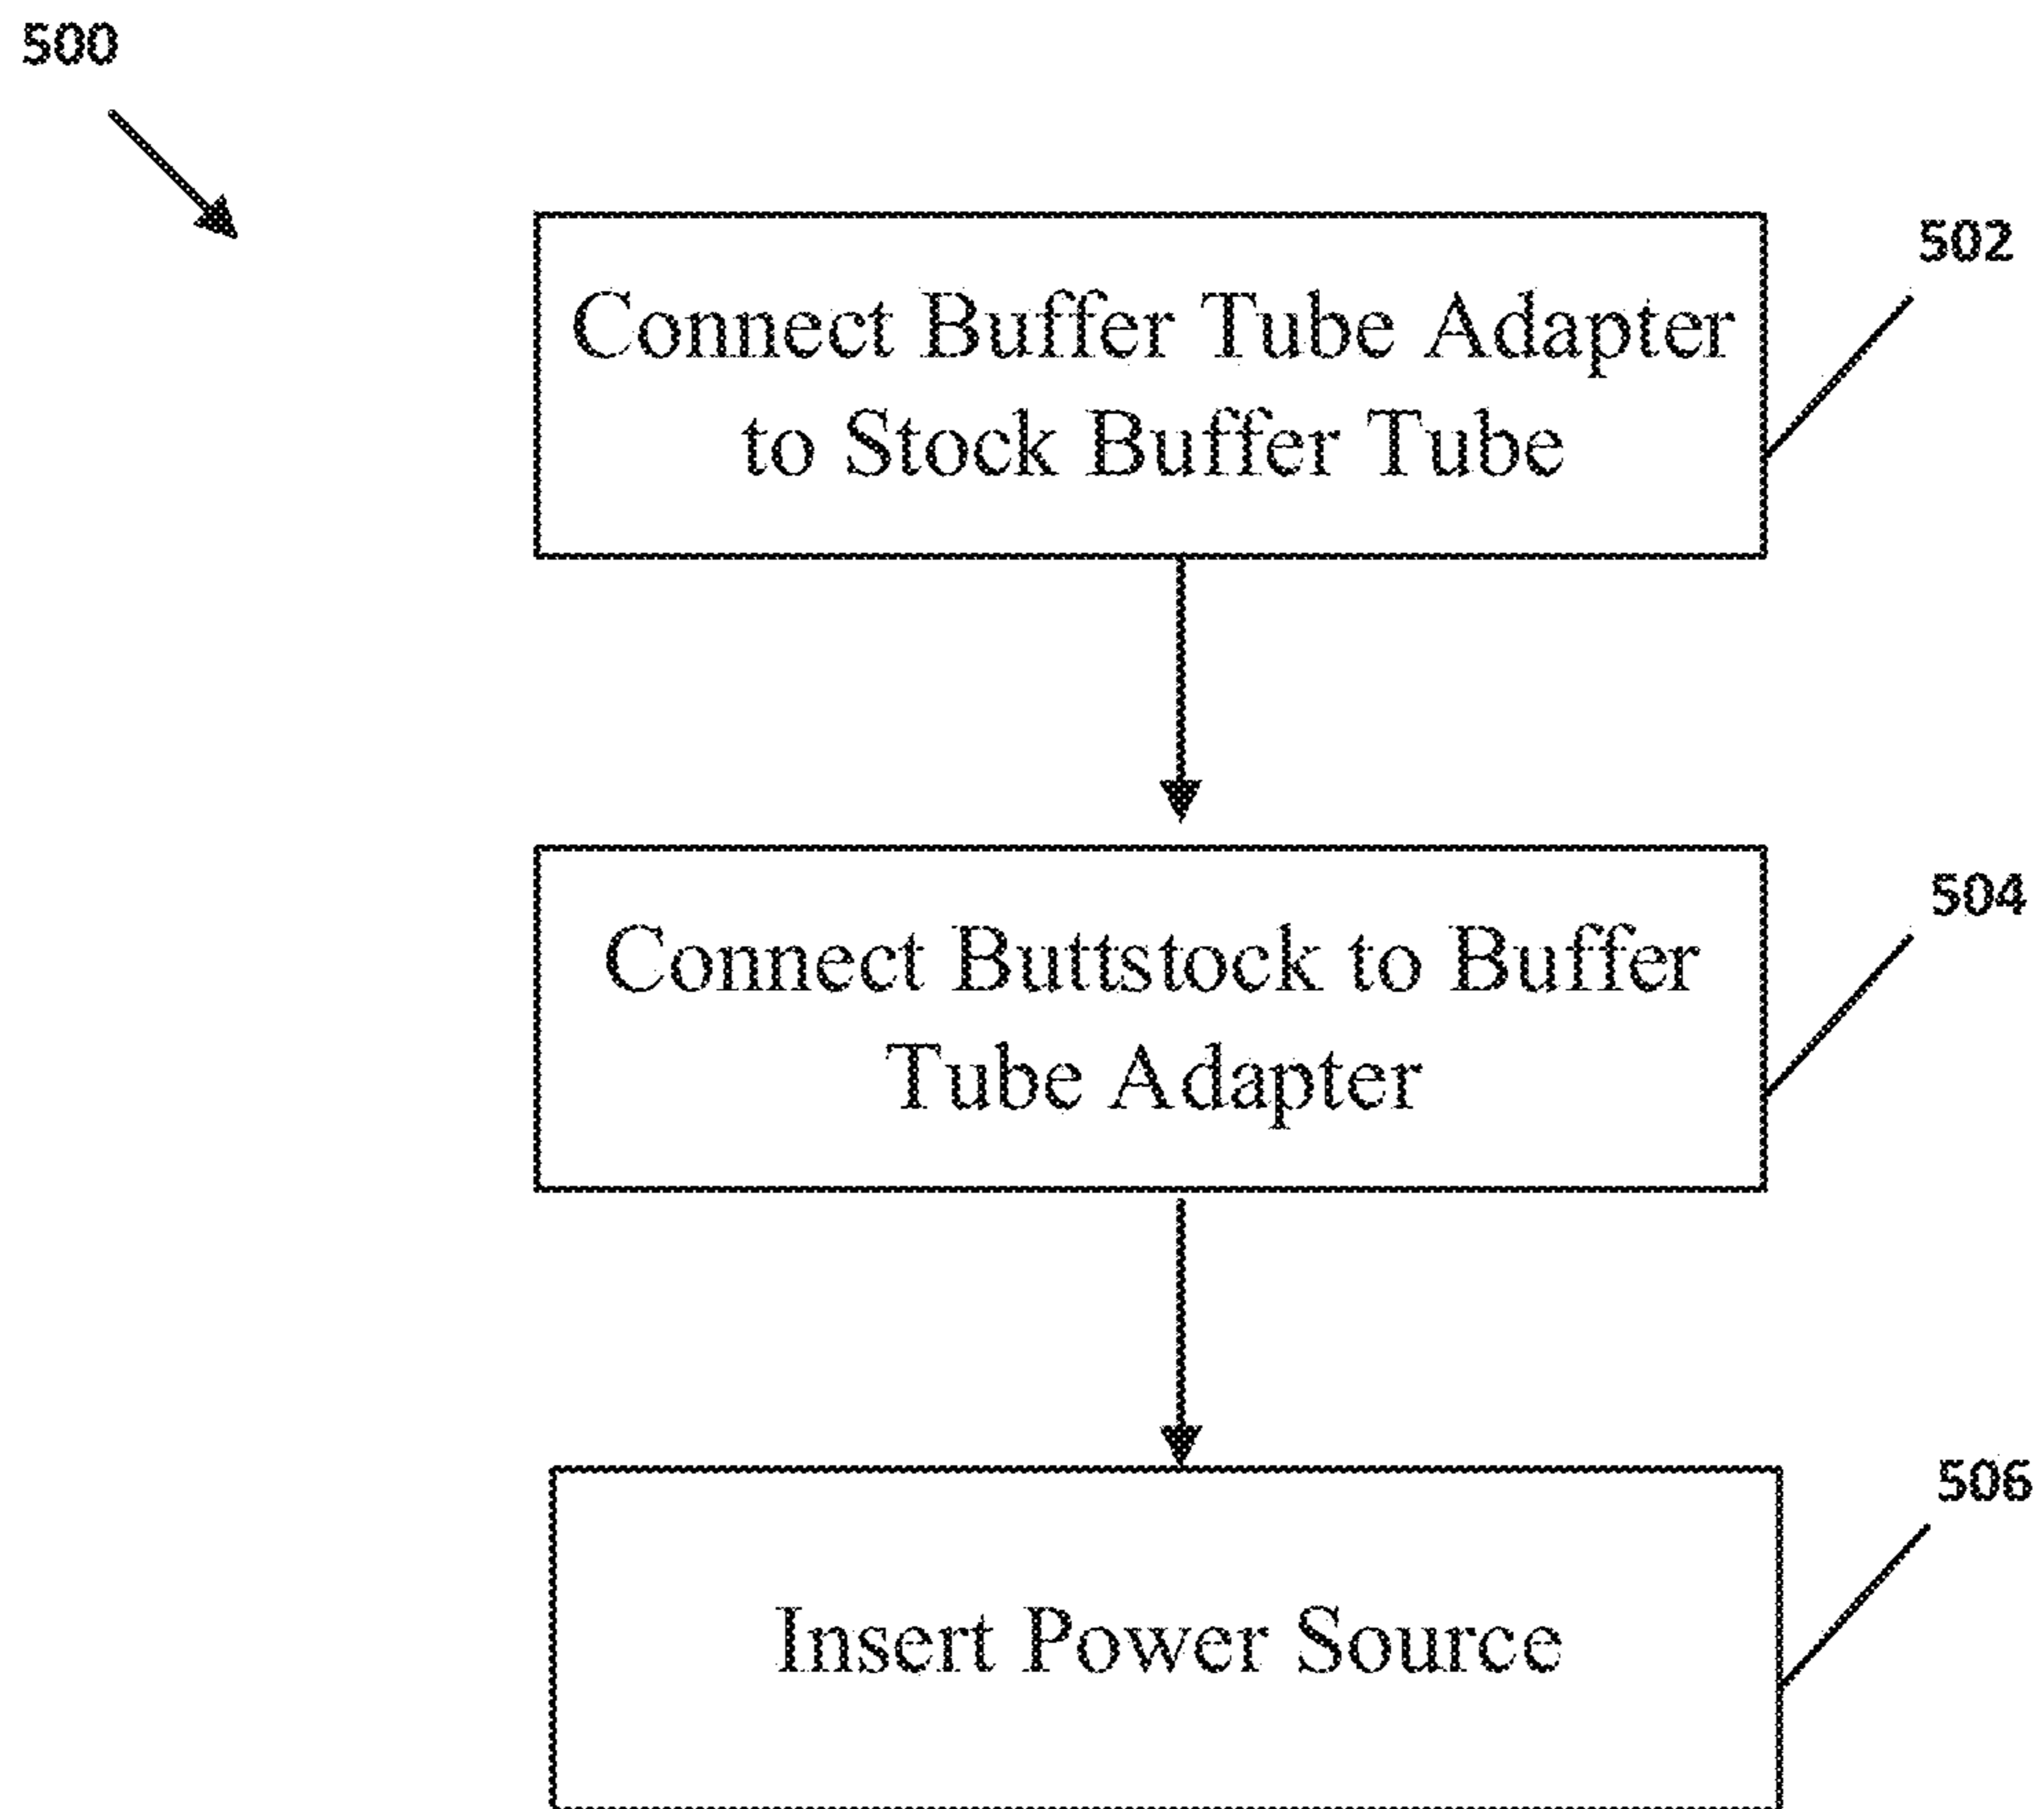 500
502
Connect Buffer Tube Adapter
to Stock Buffer Tube
504
Connect Buttstock to Buffer
Tube Adapter
506
Insert Power Source